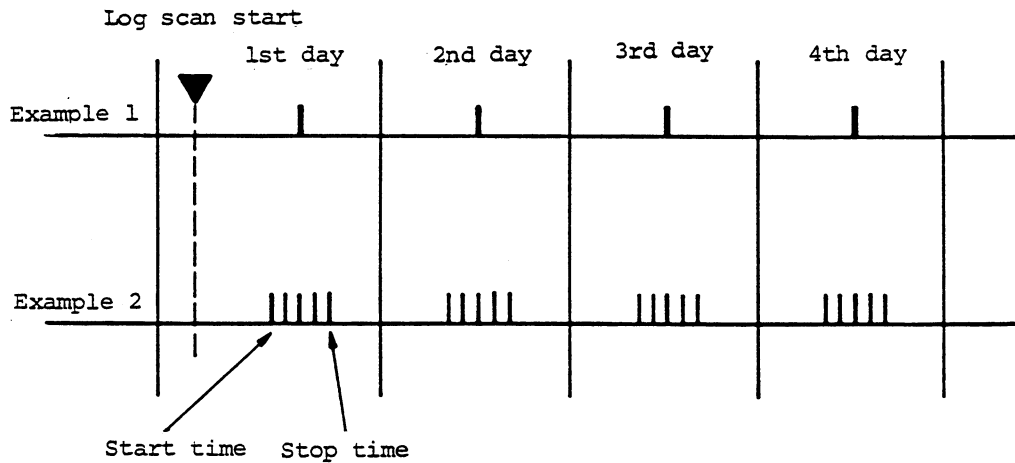 Log scan start
1st day 2nd day 3rd day 4th day
Example 1
Example 2
Start time Stop time